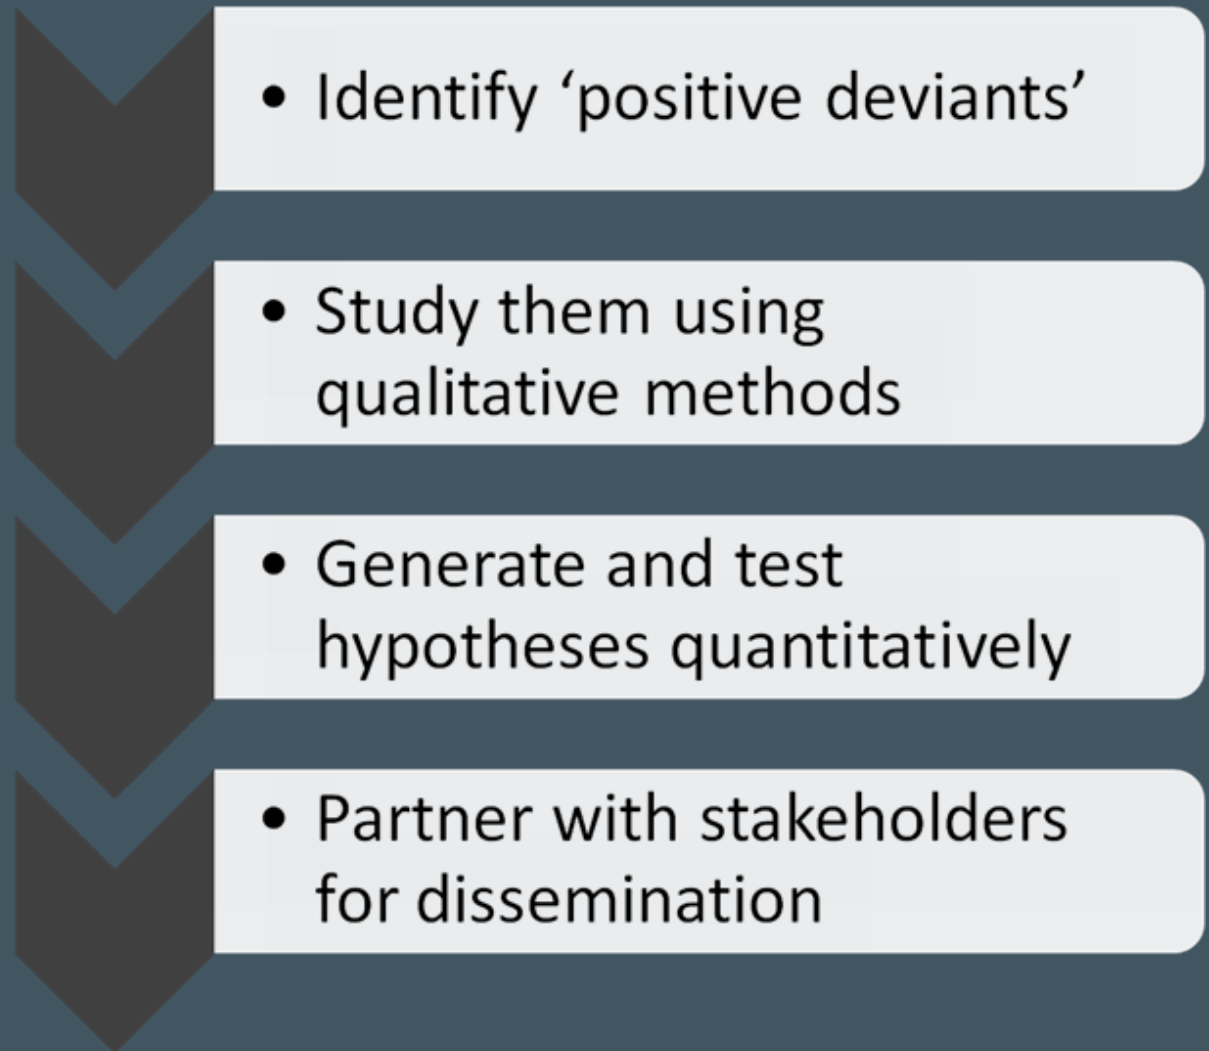 • Identify ‘positive deviants’
• Study them using
qualitative methods
• Generate and test
hypotheses quantitatively
• Partner with stakeholders
for dissemination